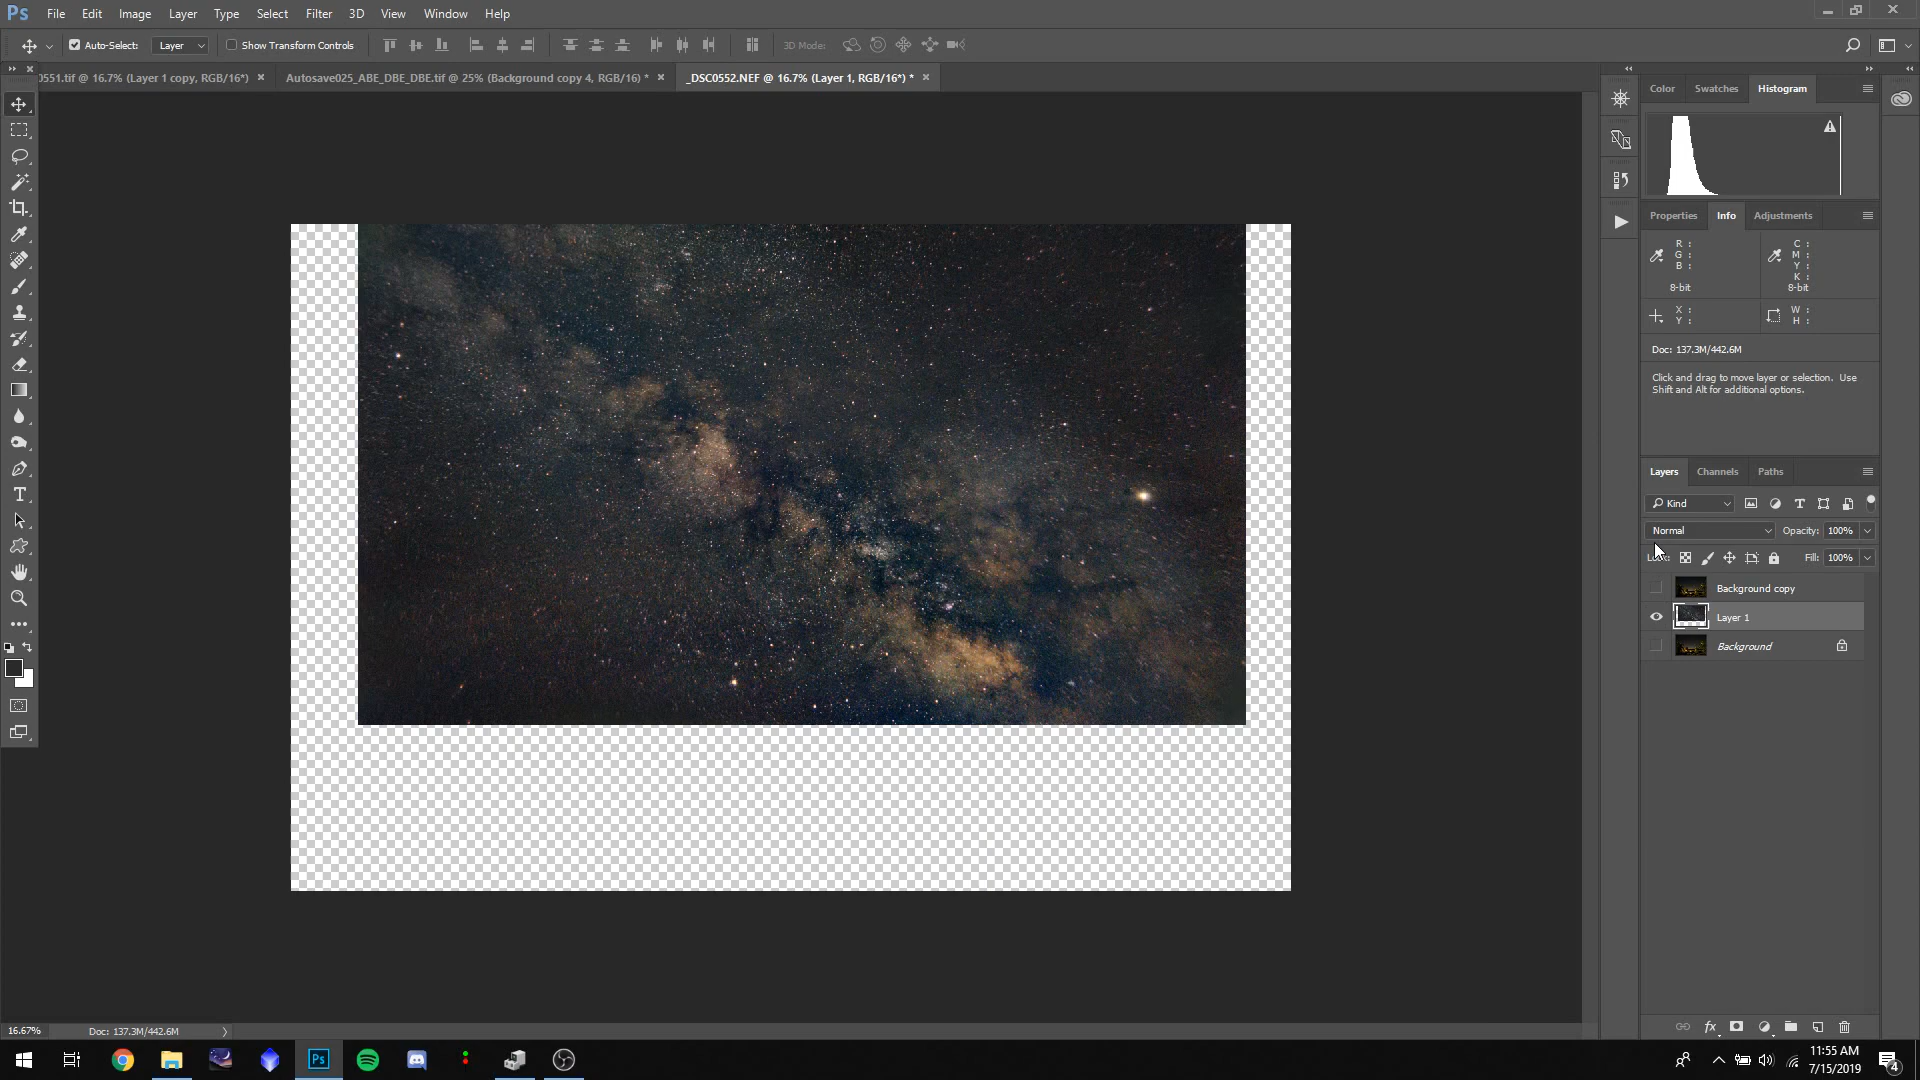 Ps File Edit Image Layer Type Select Filter 3D View Window Help
Auto-Select: Layer Show Transform Controls 3D Mode:
0551.tif @ 16.7% (Layer 1 copy, RGB/16*) × Autosave025_ABE_DBE_DBE.tif @ 25% (Background copy 4, RGB/16) * × _DSC0552.NEF @ 16.7% (Layer 1, RGB/16*) * ×
Color Swatches Histogram
Properties Info Adjustments
R : C :
G : M :
B : Y :
K :
8-bit 8-bit
X : W :
Y : H :
Doc: 137.3M/442.6M
Click and drag to move layer or selection. Use
Shift and Alt for additional options.
Layers Channels Paths
Kind
Normal Opacity: 100%
Fill: 100%
Background copy
Layer 1
Background
fx
16.67% Doc: 137.3M/442.6M
Ps
11:55 AM
7/15/2019
4